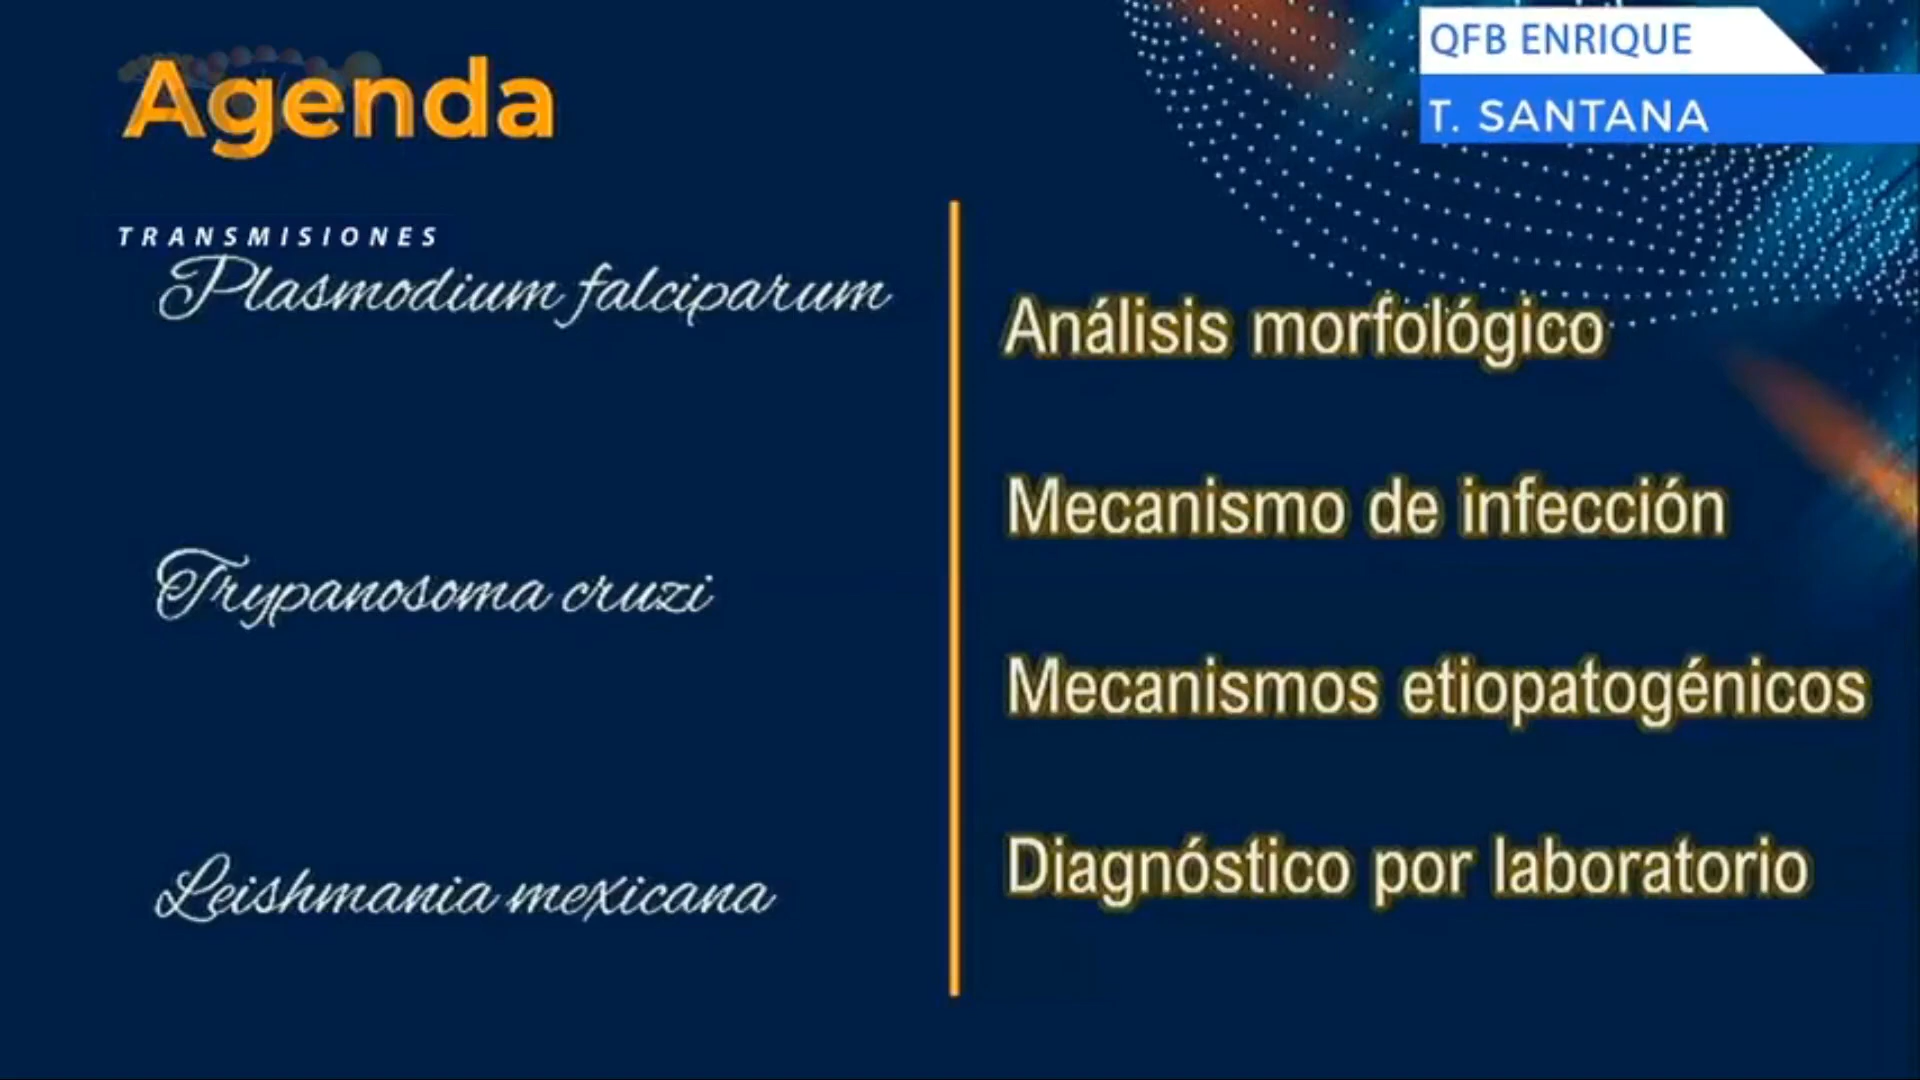 Agenda
QFB ENRIQUE
T. SANTANA
TRANSMISIONES
Plasmodium falciparum
Trypanosoma cruzi
Leishmania mexicana
Análisis morfológico
Mecanismo de infección
Mecanismos etiopatogénicos
Diagnóstico por laboratorio